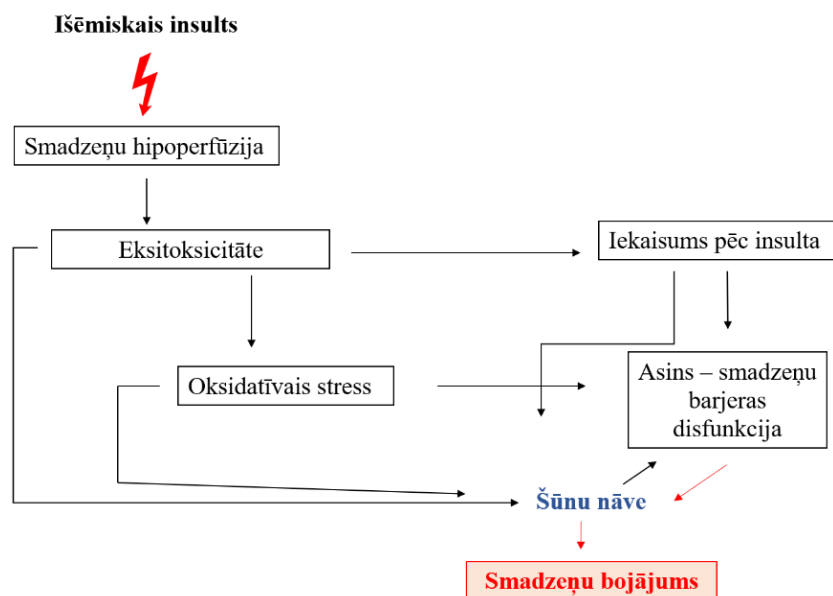 Išēmiskais insults
Smadzeņu hipoperfūzija
Eksitoksicitāte
Iekaisums pēc insulta
Oksidatīvais stress
Asins – smadzeņu
barjeras
disfunkcija
Šūnu nāve
Smadzeņu bojājums